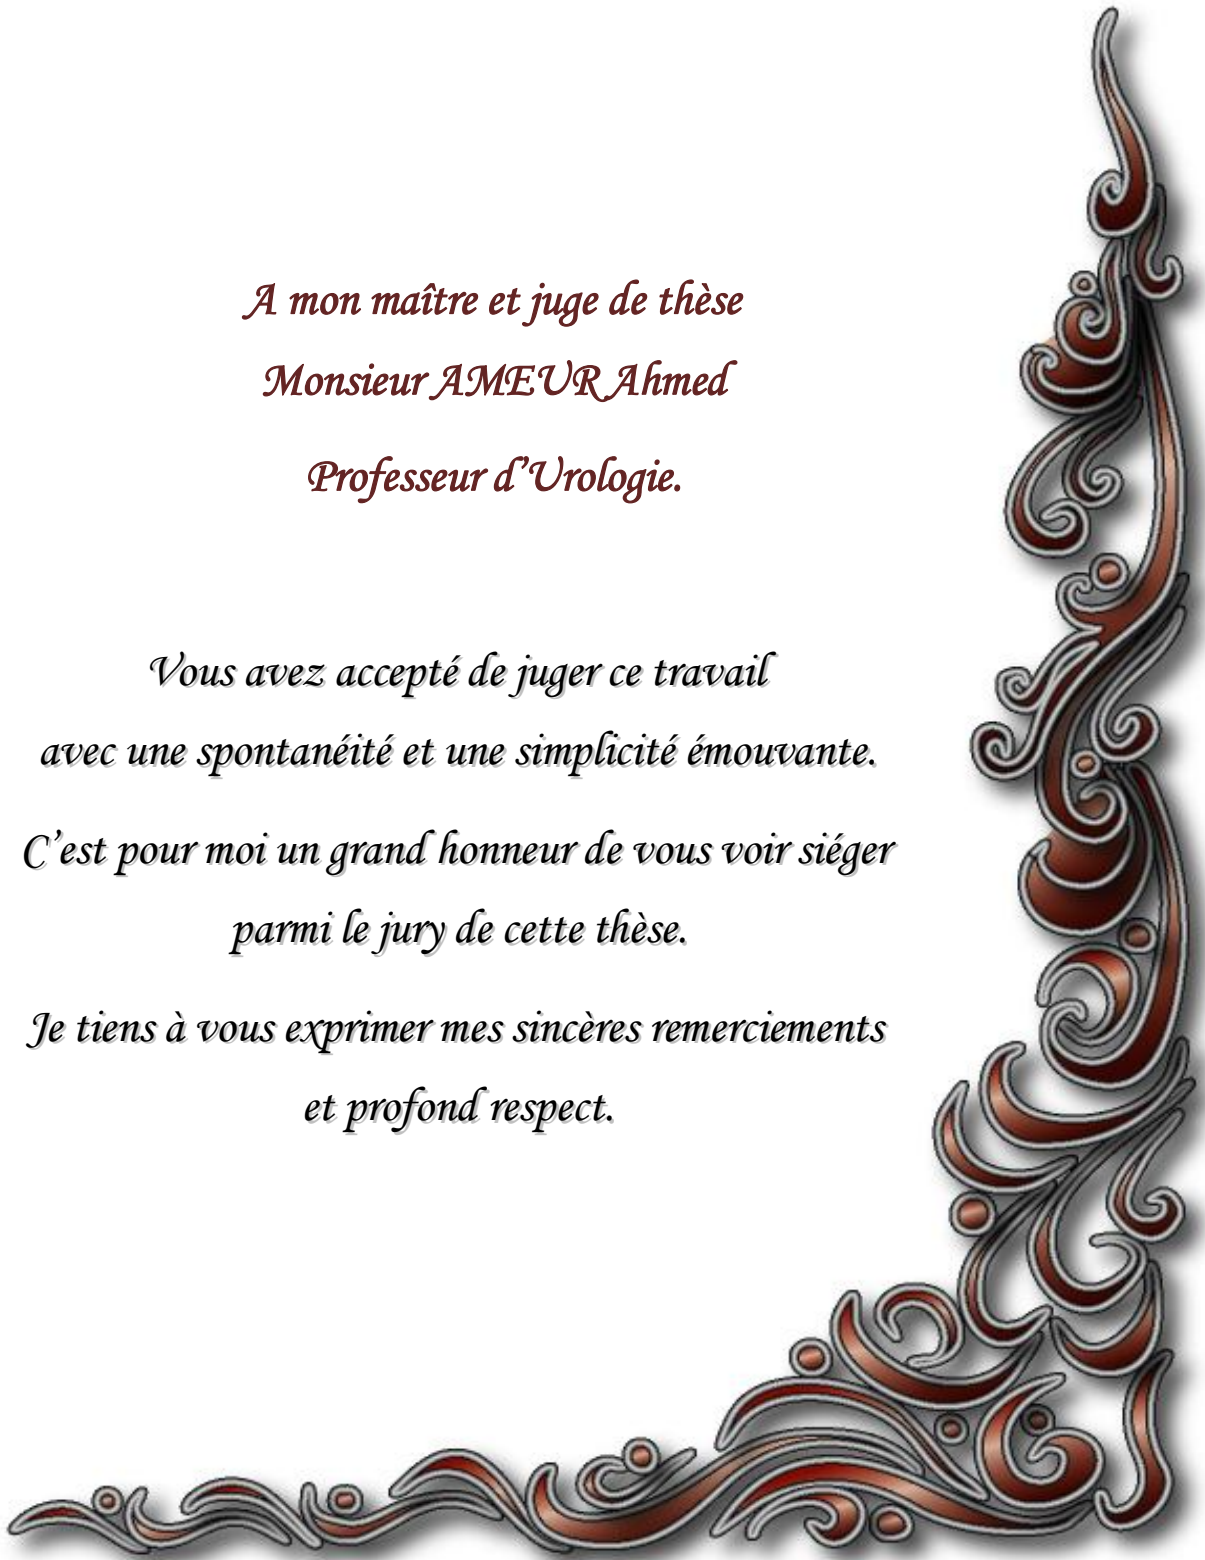 A mon maître et juge de thèse
Monsieur AMEUR Ahmed
Professeur d’Urologie.
Vous avez accepté de juger ce travail
avec une spontanéité et une simplicité émouvante.
C’est pour moi un grand honneur de vous voir siéger
parmi le jury de cette thèse.
Je tiens à vous exprimer mes sincères remerciements
et profond respect.